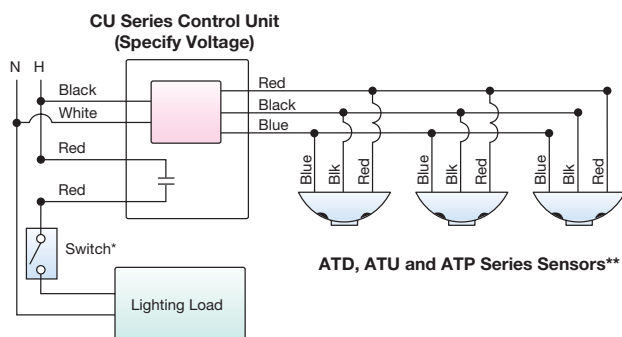 CU Series Control Unit
(Specify Voltage)
N H
Black
White
Red
Red
Red
Black
Blue
Blue
Blk
Red
Blue
Blk
Red
Blue
Blk
Red
Switch*
Lighting Load
ATD, ATU and ATP Series Sensors**